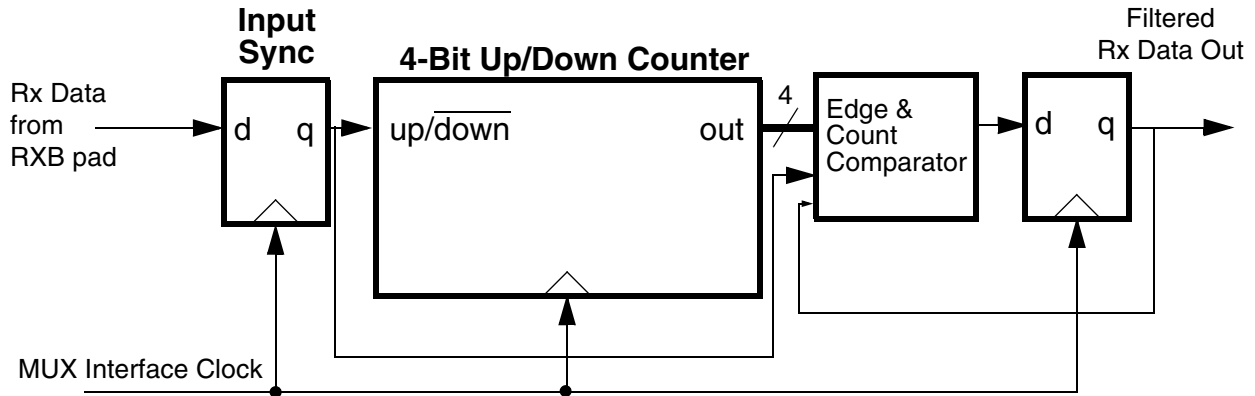 Input
Sync
4-Bit Up/Down Counter
Filtered
Rx Data Out
Rx Data
from
RXB pad
d q
up/down
out
4
Edge &
Count
Comparator
d q
MUX Interface Clock